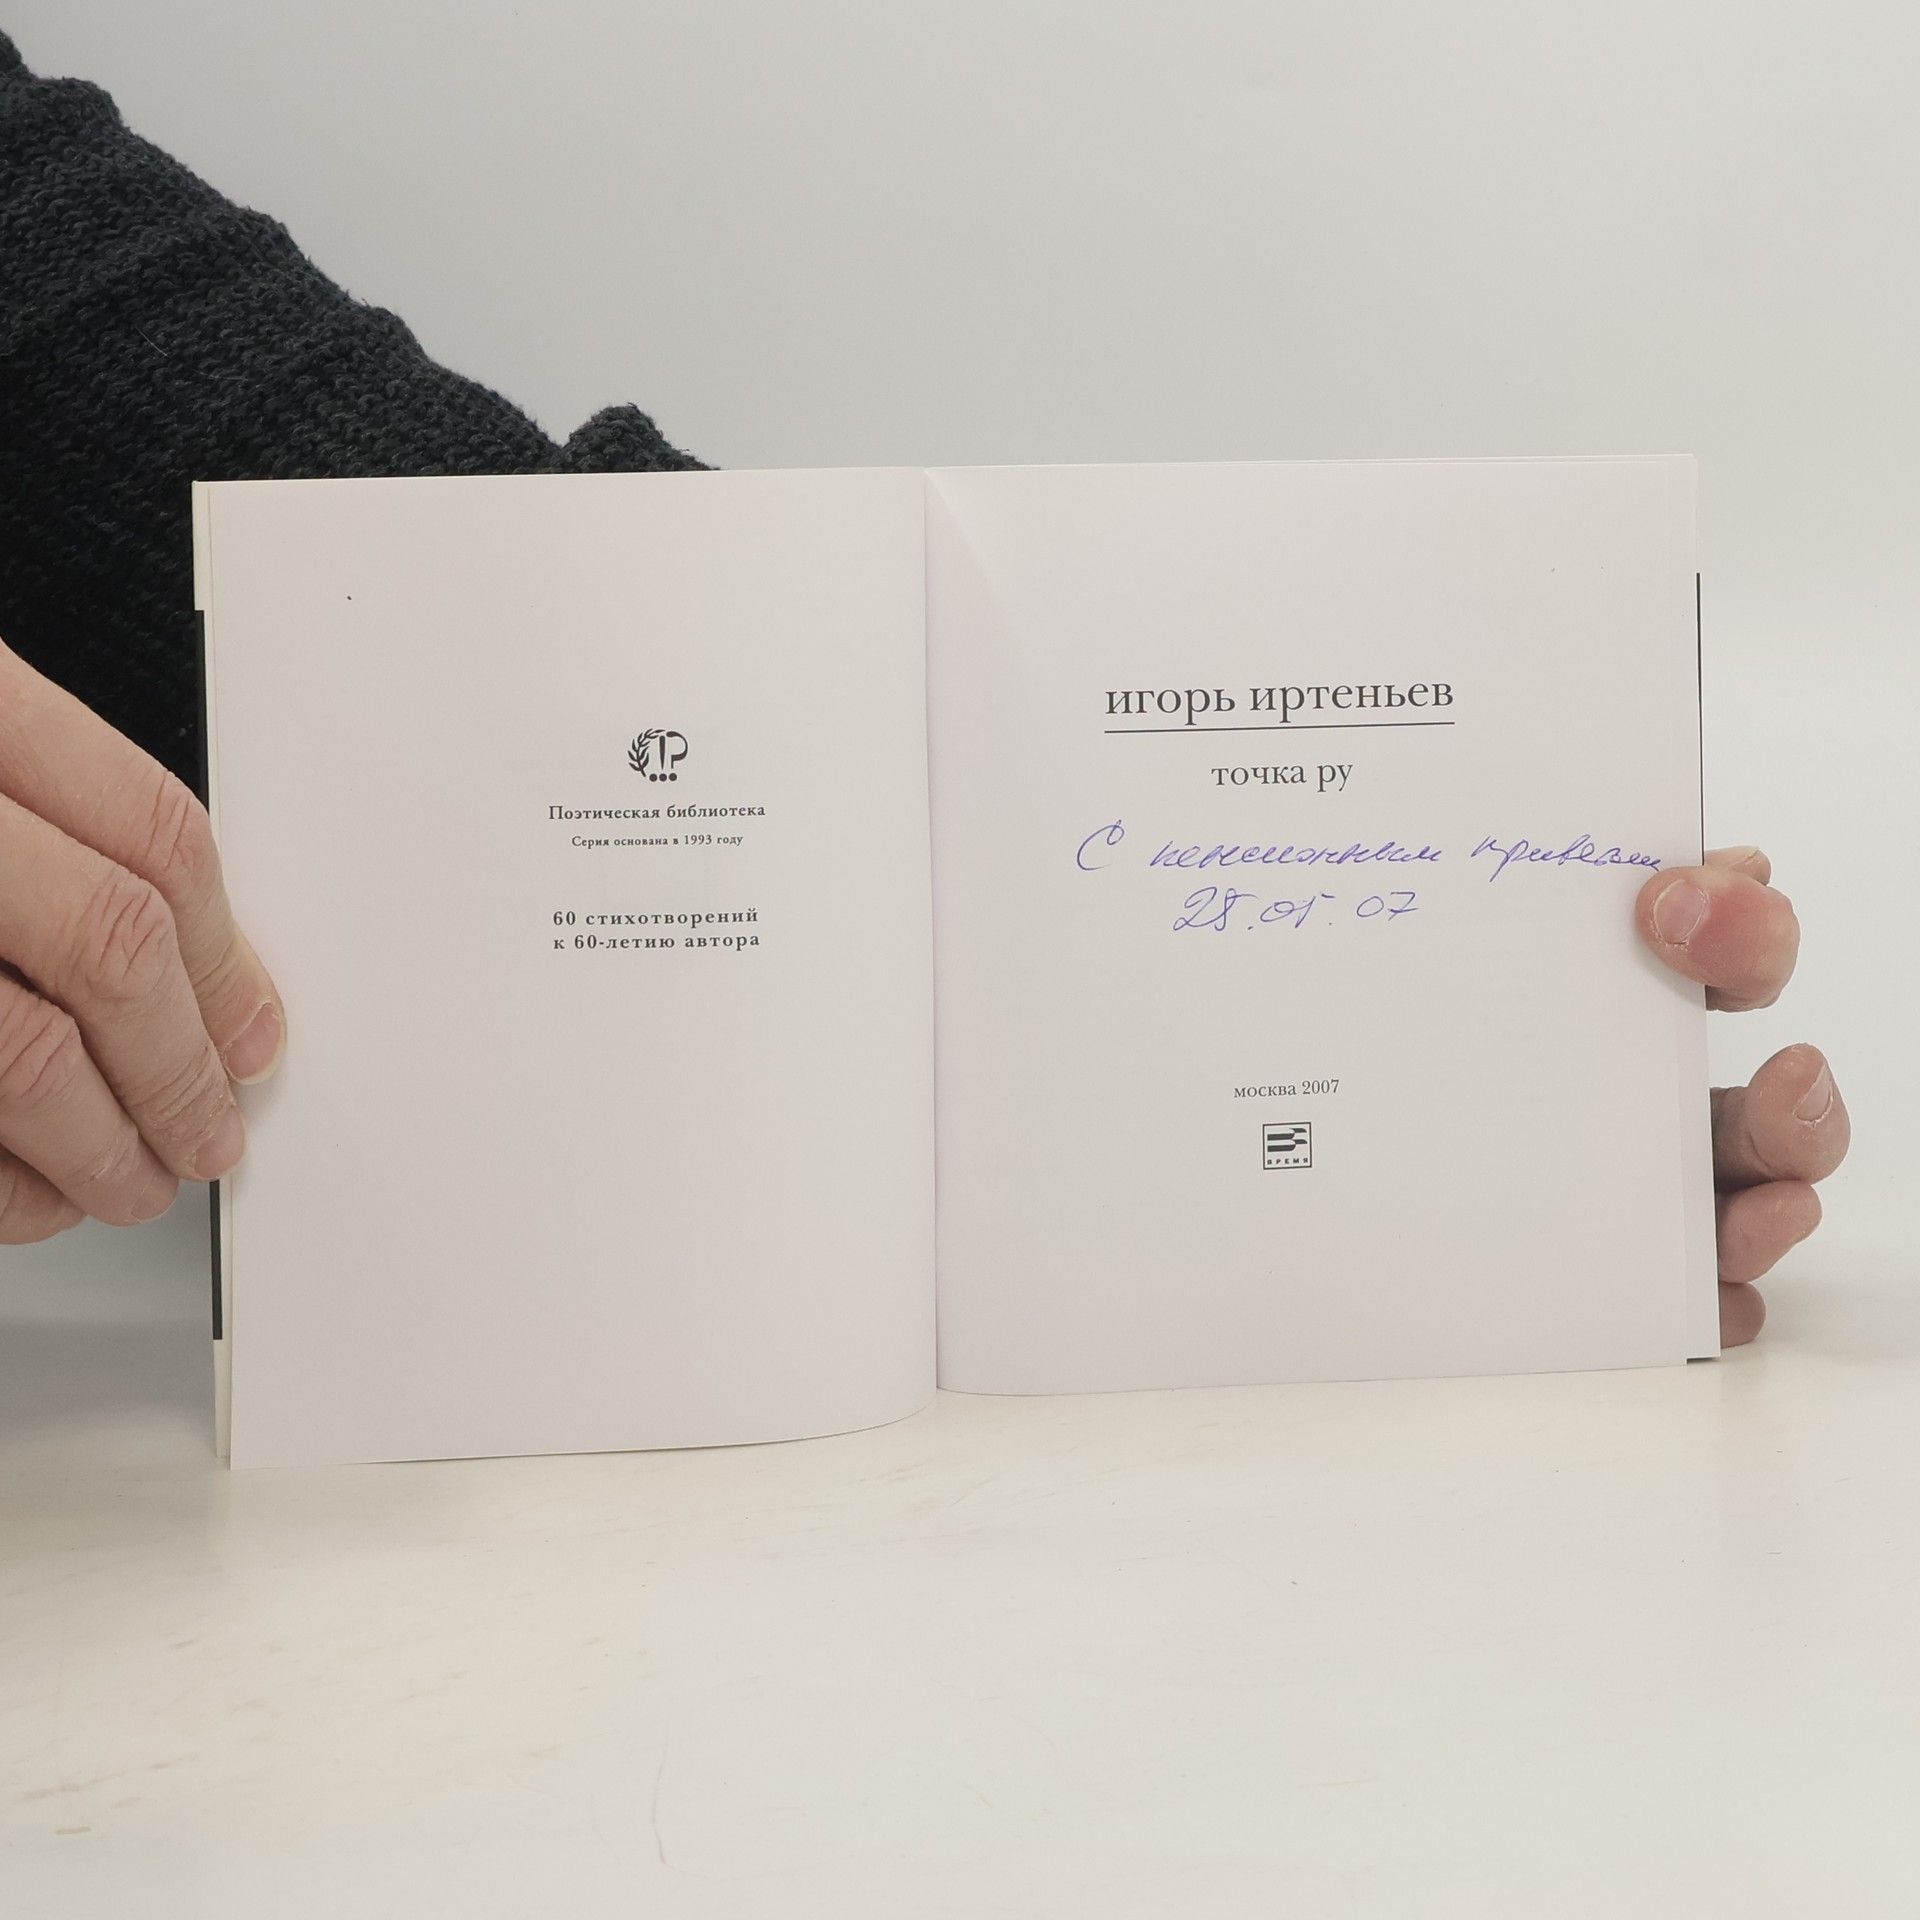 Поэтическая библиотека
Серия основана в 1993 году
60 стихотворений
к 60-летию автора
игорь иртеньев
точка ру
С пенсионным приветом
25.05.07
москва 2007
ВРЕМЯ